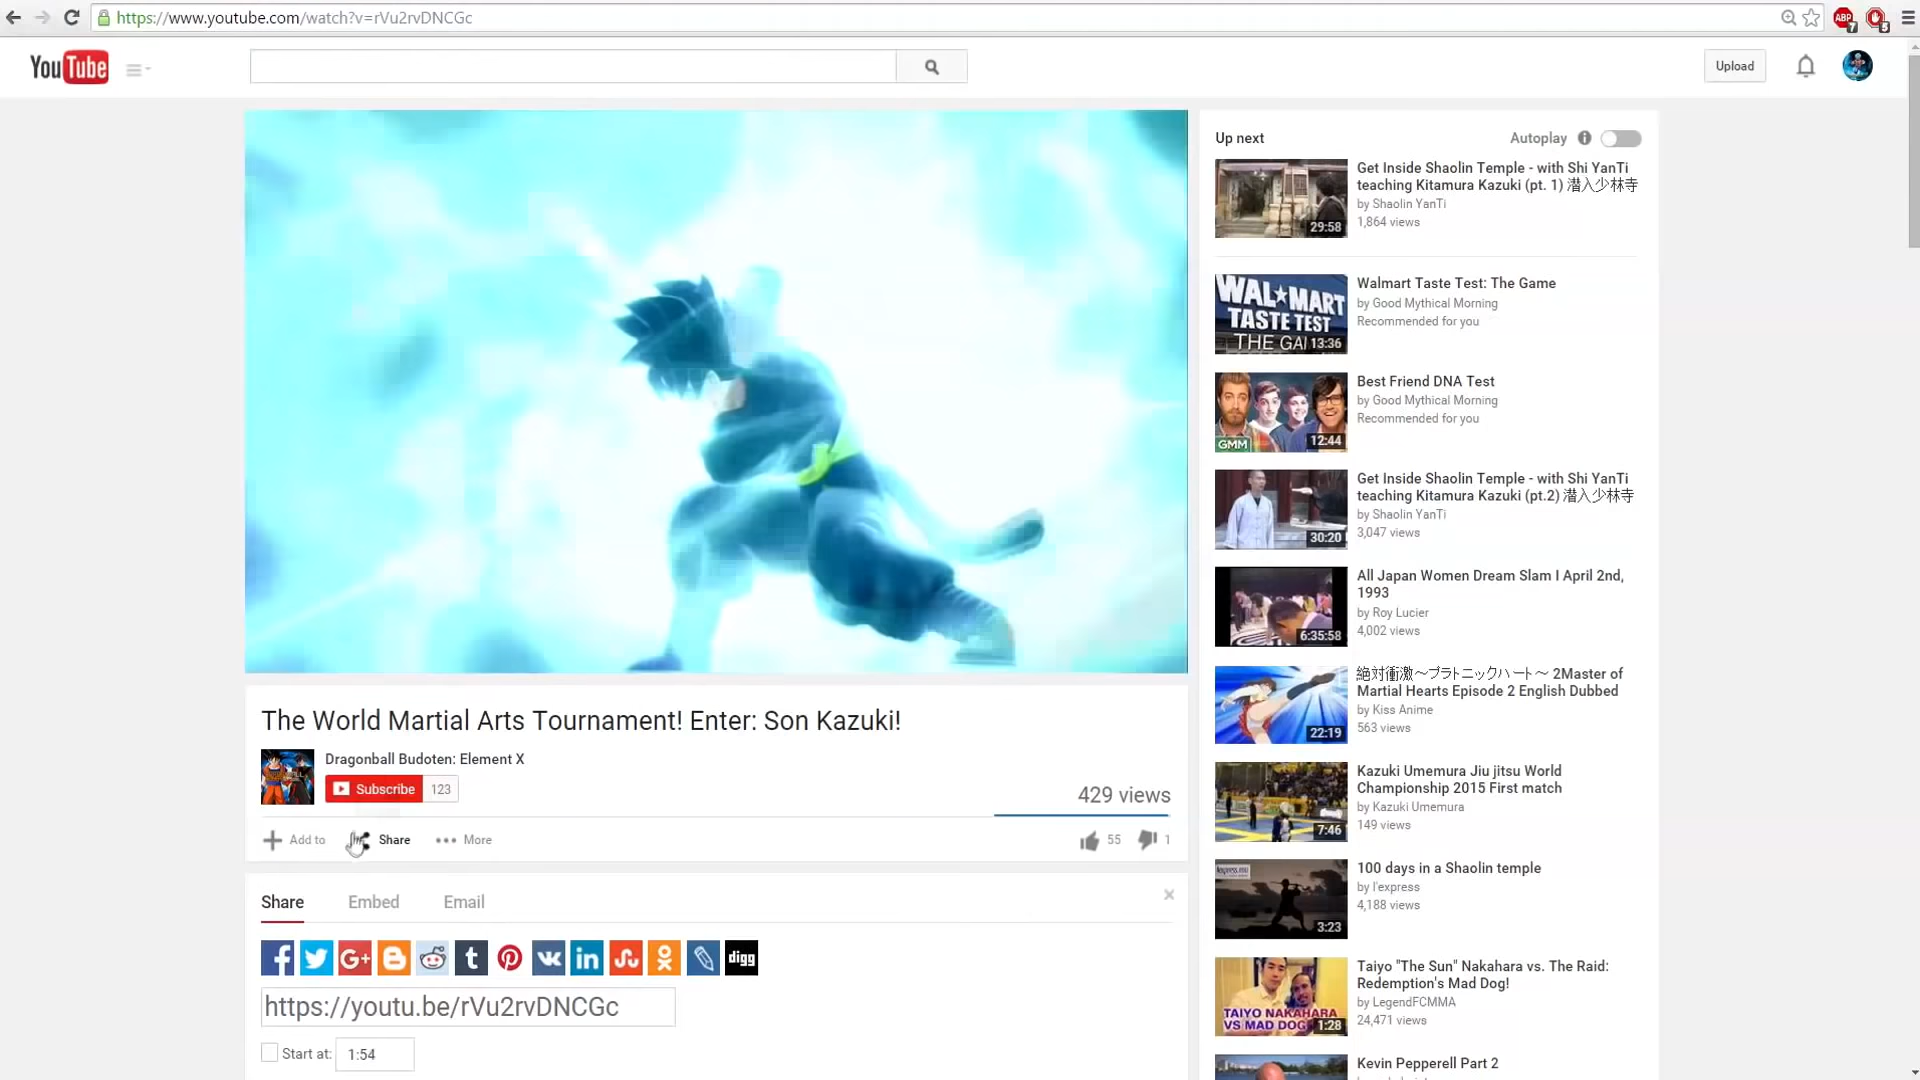 https://www.youtube.com/watch?v=rVu2rvDNCGc
ABP
7
5
YouTube
Upload
Up next
Autoplay
Get Inside Shaolin Temple - with Shi YanTi
teaching Kitamura Kazuki (pt. 1) 潜入少林寺
by Shaolin YanTi
1,864 views
29:58
WAL★MART
TASTE TEST
THE GA
13:36
Walmart Taste Test: The Game
by Good Mythical Morning
Recommended for you
GMM
12:44
Best Friend DNA Test
by Good Mythical Morning
Recommended for you
30:20
Get Inside Shaolin Temple - with Shi YanTi
teaching Kitamura Kazuki (pt.2) 潜入少林寺
by Shaolin YanTi
3,047 views
6:35:58
All Japan Women Dream Slam I April 2nd,
1993
by Roy Lucier
4,002 views
22:19
絶対衝激～プラトニックハート～ 2Master of
Martial Hearts Episode 2 English Dubbed
by Kiss Anime
563 views
7:46
Kazuki Umemura Jiu jitsu World
Championship 2015 First match
by Kazuki Umemura
149 views
3:23
100 days in a Shaolin temple
by l'express
4,188 views
TAIYO NAKAHARA
VS MAD DOG
1:28
Taiyo "The Sun" Nakahara vs. The Raid:
Redemption's Mad Dog!
by LegendFCMMA
24,471 views
Kevin Pepperell Part 2
The World Martial Arts Tournament! Enter: Son Kazuki!
Dragonball Budoten: Element X
Subscribe 123
429 views
Add to
Share
More
55
1
Share
Embed
Email
digg
https://youtu.be/rVu2rvDNCGc
Start at: 1:54